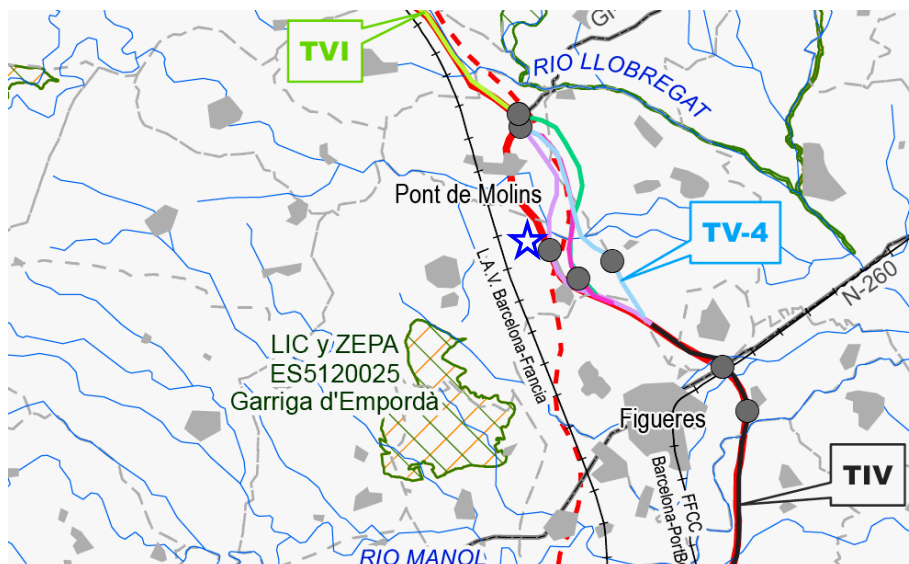 TVI
GI
RIO LLOBREGAT
Pont de Molins
TV-4
N-260
L.A.V. Barcelona-Francia
LIC y ZEPA
ES5120025
Garriga d'Empordà
Figueres
TIV
FFCC
Barcelona-PortB
RIO MANOL